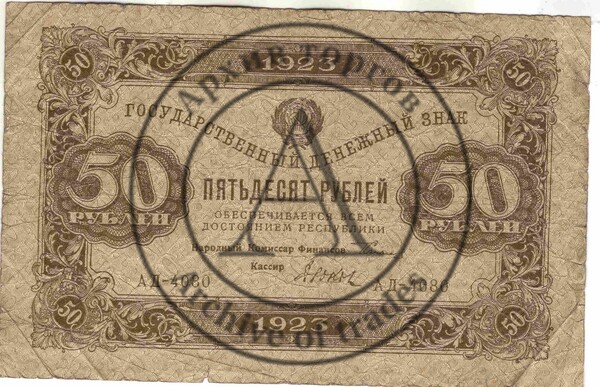 50 1923 50
Архив торгов
ГОСУДАРСТВЕННЫЙ ДЕНЕЖНЫЙ ЗНАК
50 РУБЛЕЙ
ПЯТЬДЕСЯТ РУБЛЕЙ
50 РУБЛЕЙ
ОБЕСПЕЧИВАЕТСЯ ВСЕМ
ДОСТОЯНИЕМ РЕСПУБЛИКИ
Народный Комиссар Финансов
Кассир
АД-4080 АД-4080
A
Archive of trades
50 1923 50